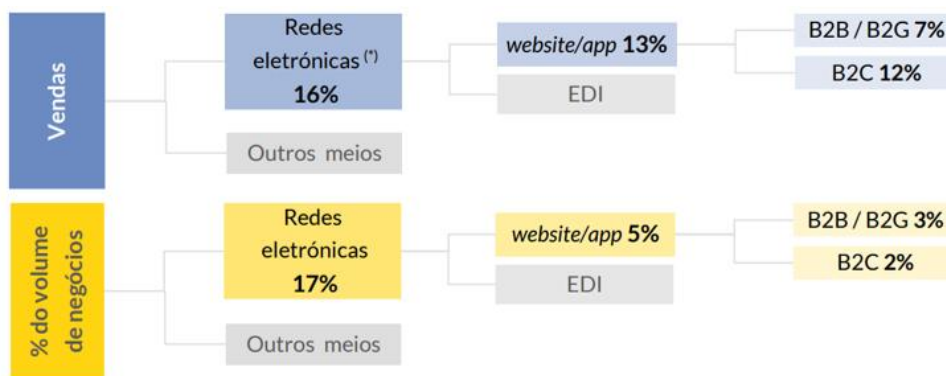 Vendas
Redes
eletrónicas (*)
16%
Outros meios
website/app 13%
EDI
B2B / B2G 7%
B2C 12%
% do volume
de negócios
Redes
eletrónicas
17%
Outros meios
website/app 5%
EDI
B2B / B2G 3%
B2C 2%